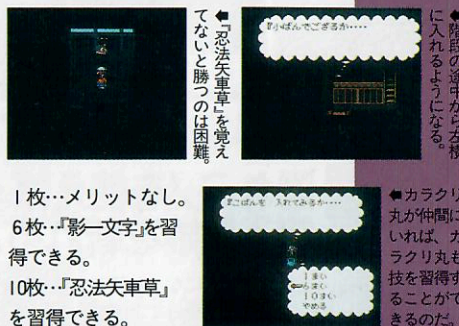 ⬅『忍法矢車草』を覚え
てないと勝つのは困難。
『小ばんでござるか‥‥
⬅階段の途中から左横
に入れるようになる。
1枚…メリットなし。
6枚…『影一文字』を習
得できる。
10枚…『忍法矢車草』
を習得できる。
『こばんを 入れてみるか‥‥
1まい
6まい
10まい
やめる
⬅カラクリ
丸が仲間に
いれば、カ
ラクリ丸も
技を習得す
ることがで
きるのだ。